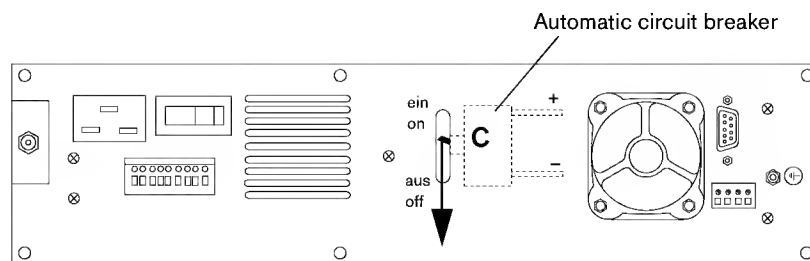 Automatic circuit breaker
ein
on
+
C
−
aus
off